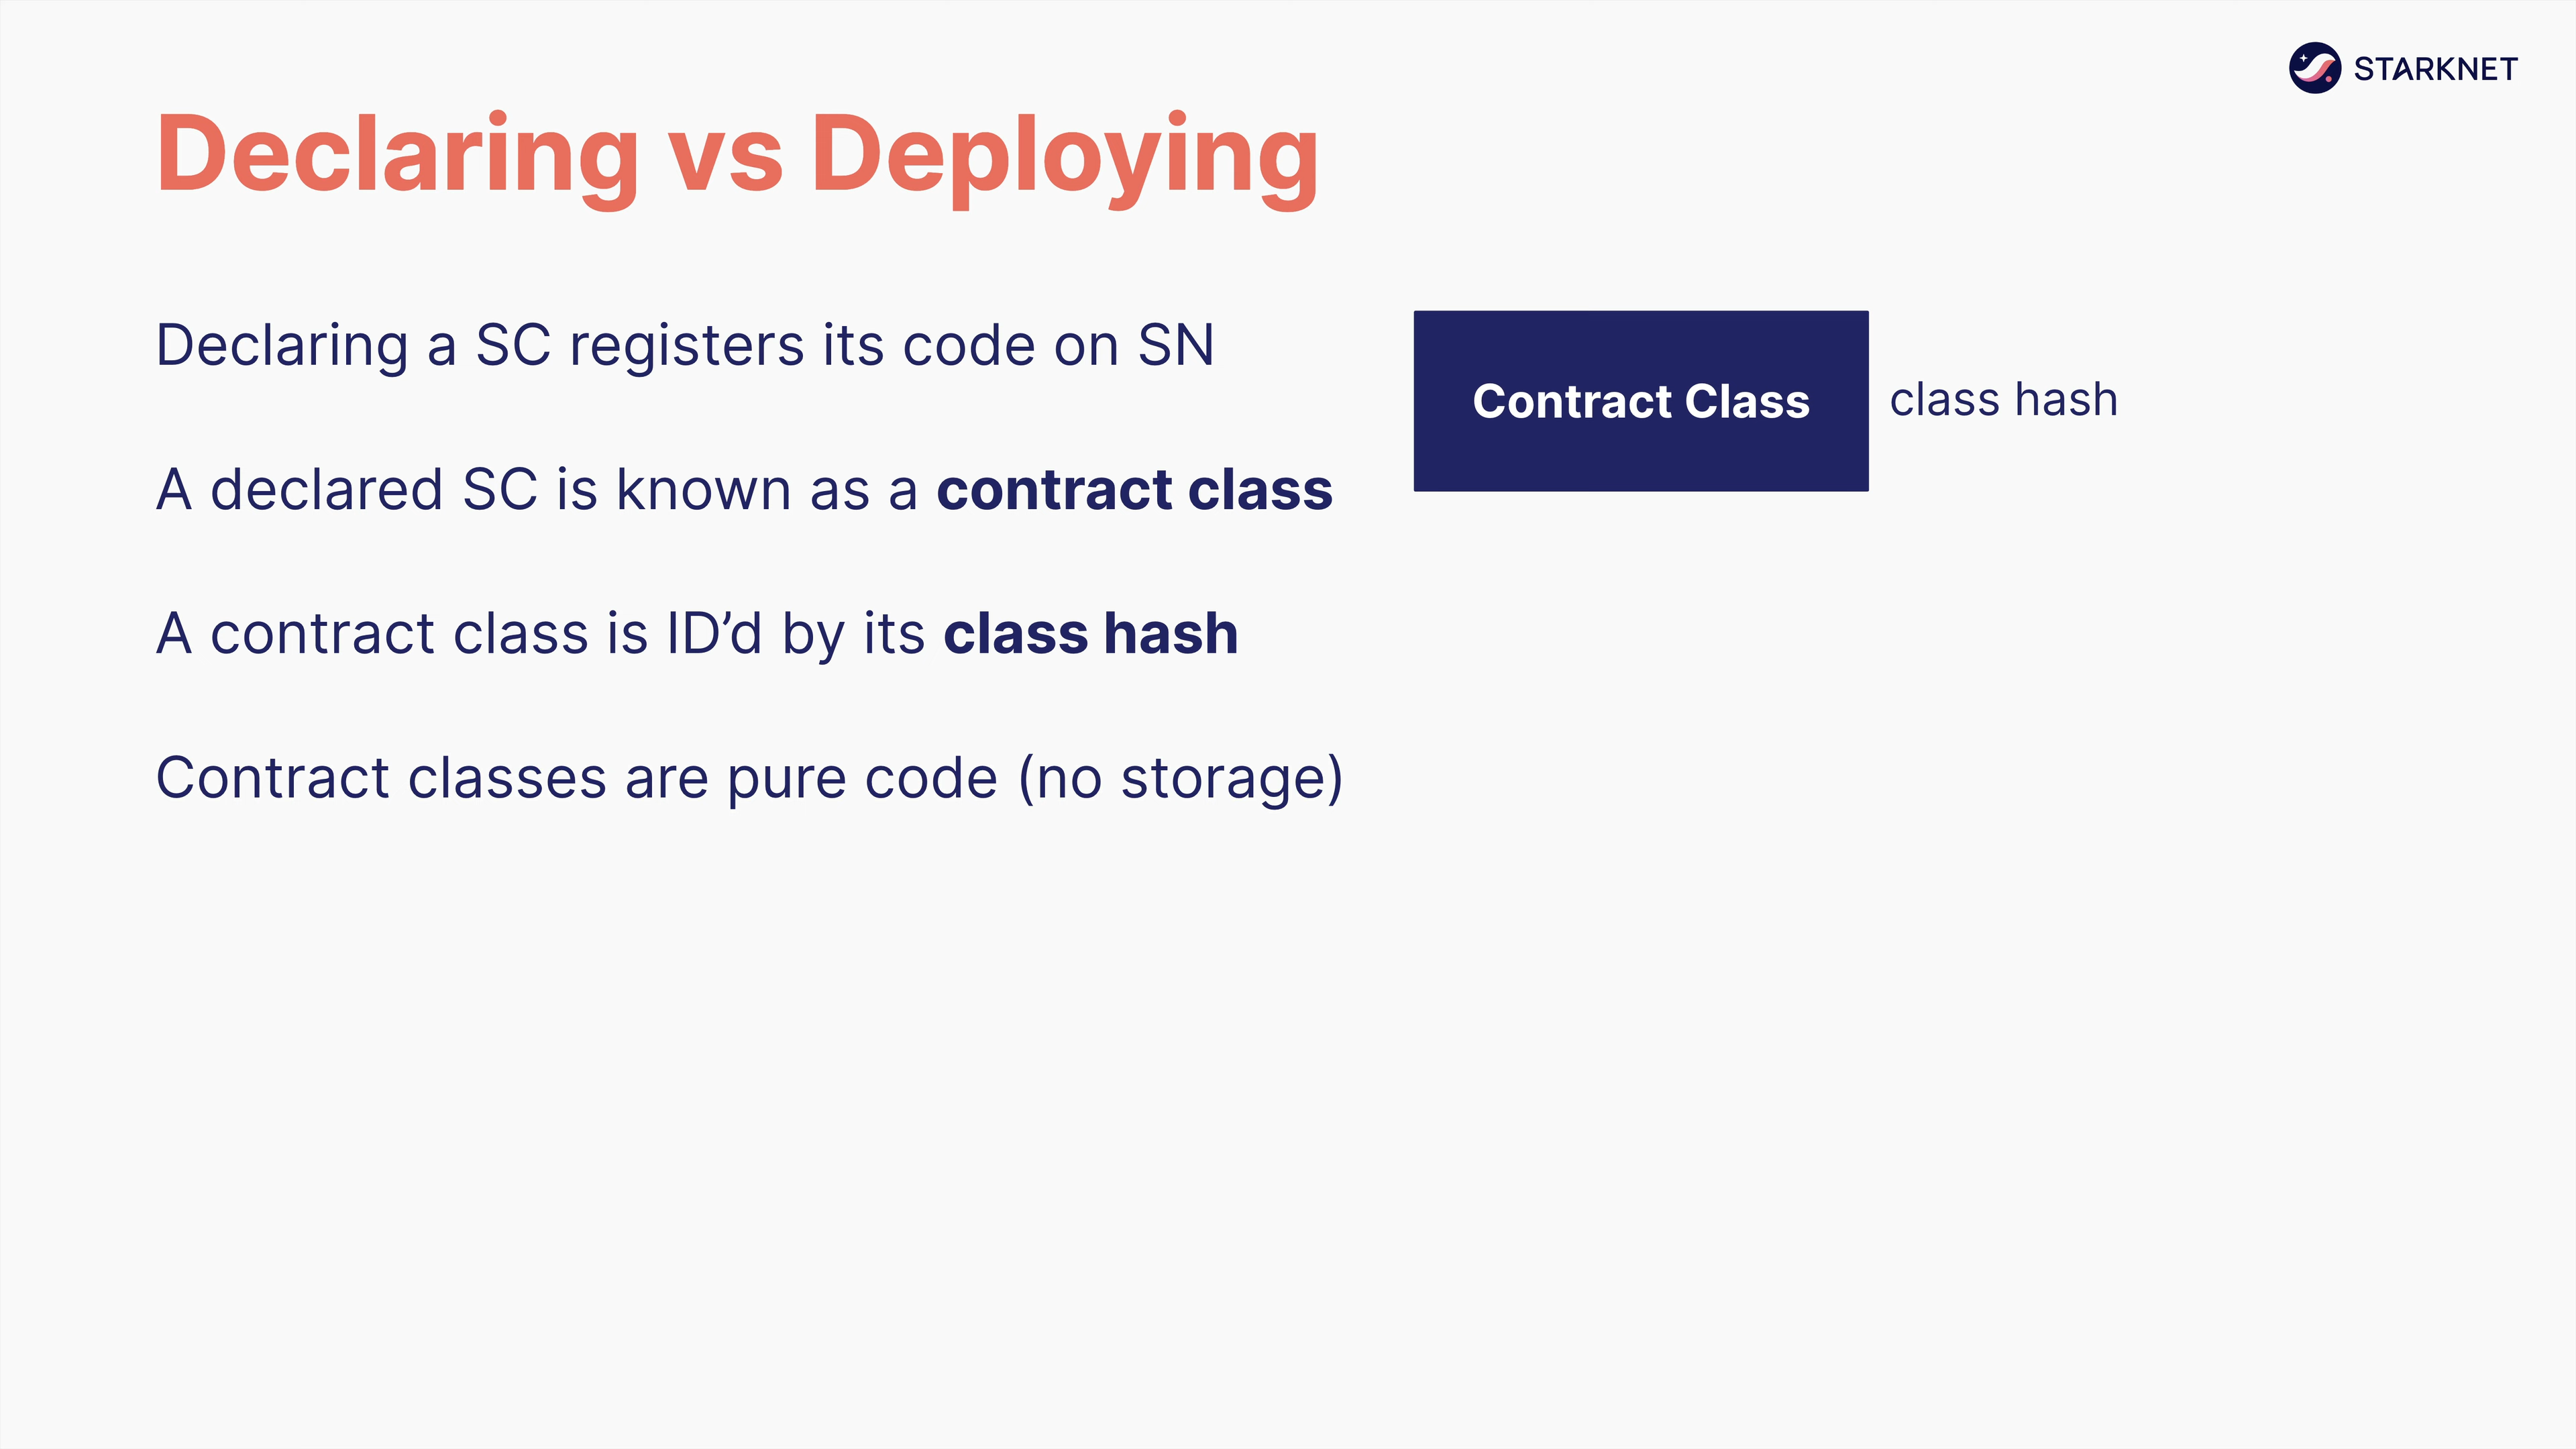 STARKNET
Declaring vs Deploying
Declaring a SC registers its code on SN
A declared SC is known as a contract class
A contract class is ID’d by its class hash
Contract classes are pure code (no storage)
Contract Class
class hash